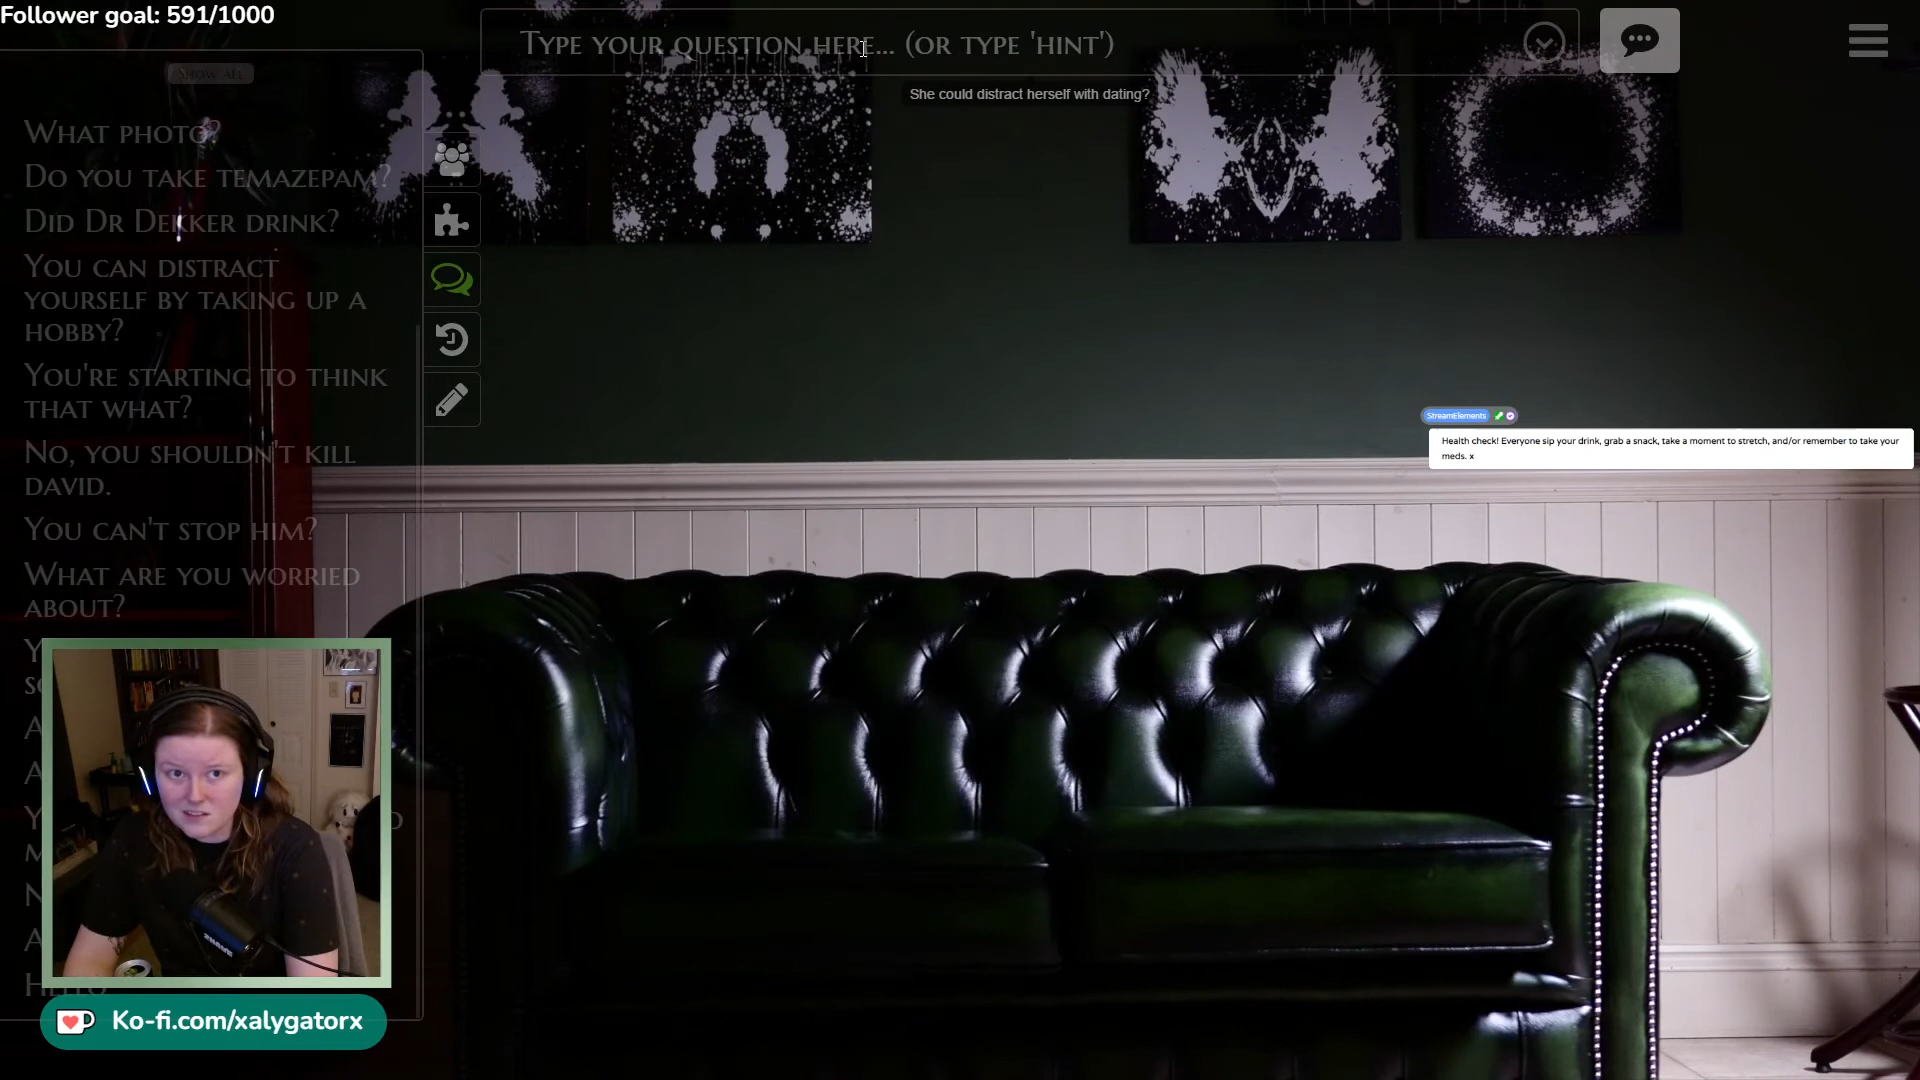 Follower goal: 591/1000
Type your question here... (or type 'hint')
Show All
She could distract herself with dating?
What photo?
Do you take temazepam?
Did Dr Dekker drink?
You can distract
yourself by taking up a
hobby?
You're starting to think
that what?
No, you shouldn't kill
David.
You can't stop him?
What are you worried
about?
StreamElements
Health check! Everyone sip your drink, grab a snack, take a moment to stretch, and/or remember to take your
meds. x
Hello
Ko-fi.com/xalygatorx